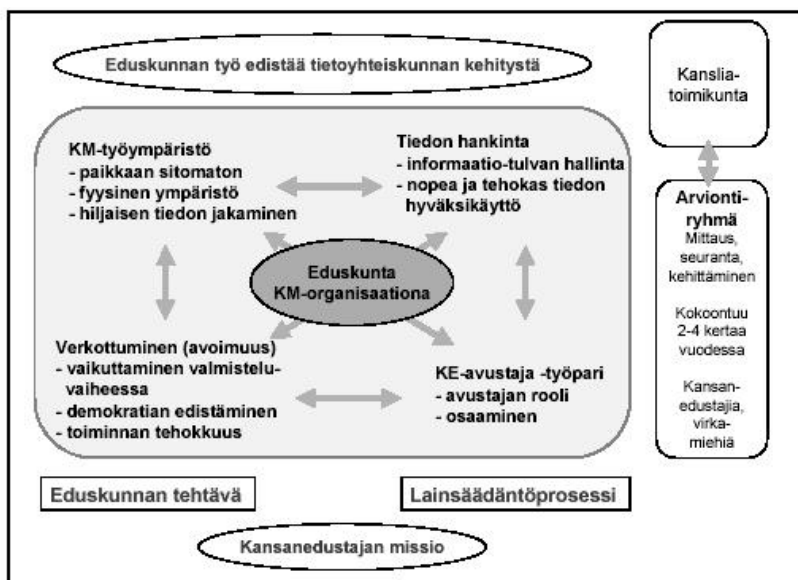 Eduskunnan työ edistää tietoyhteiskunnan kehitystä
KM-työympäristö
- paikkaan sitomaton
- fyysinen ympäristö
- hiljaisen tiedon jakaminen
Tiedon hankinta
- informaatio-tulvan hallinta
- nopea ja tehokas tiedon
hyväksikäyttö
Eduskunta
KM-organisaationa
Verkottuminen (avoimuus)
- vaikuttaminen valmistelu-
vaiheessa
- demokratian edistäminen
- toiminnan tehokkuus
KE-avustaja -työpari
- avustajan rooli
- osaaminen
Eduskunnan tehtävä
Lainsäädäntöprosessi
Kansanedustajan missio
Kanslia-
toimikunta
Arviointi-
ryhmä
Mittaus,
seuranta,
kehittäminen
Kokoontuu
2-4 kertaa
vuodessa
Kansan-
edustajia,
virka-
miehiä